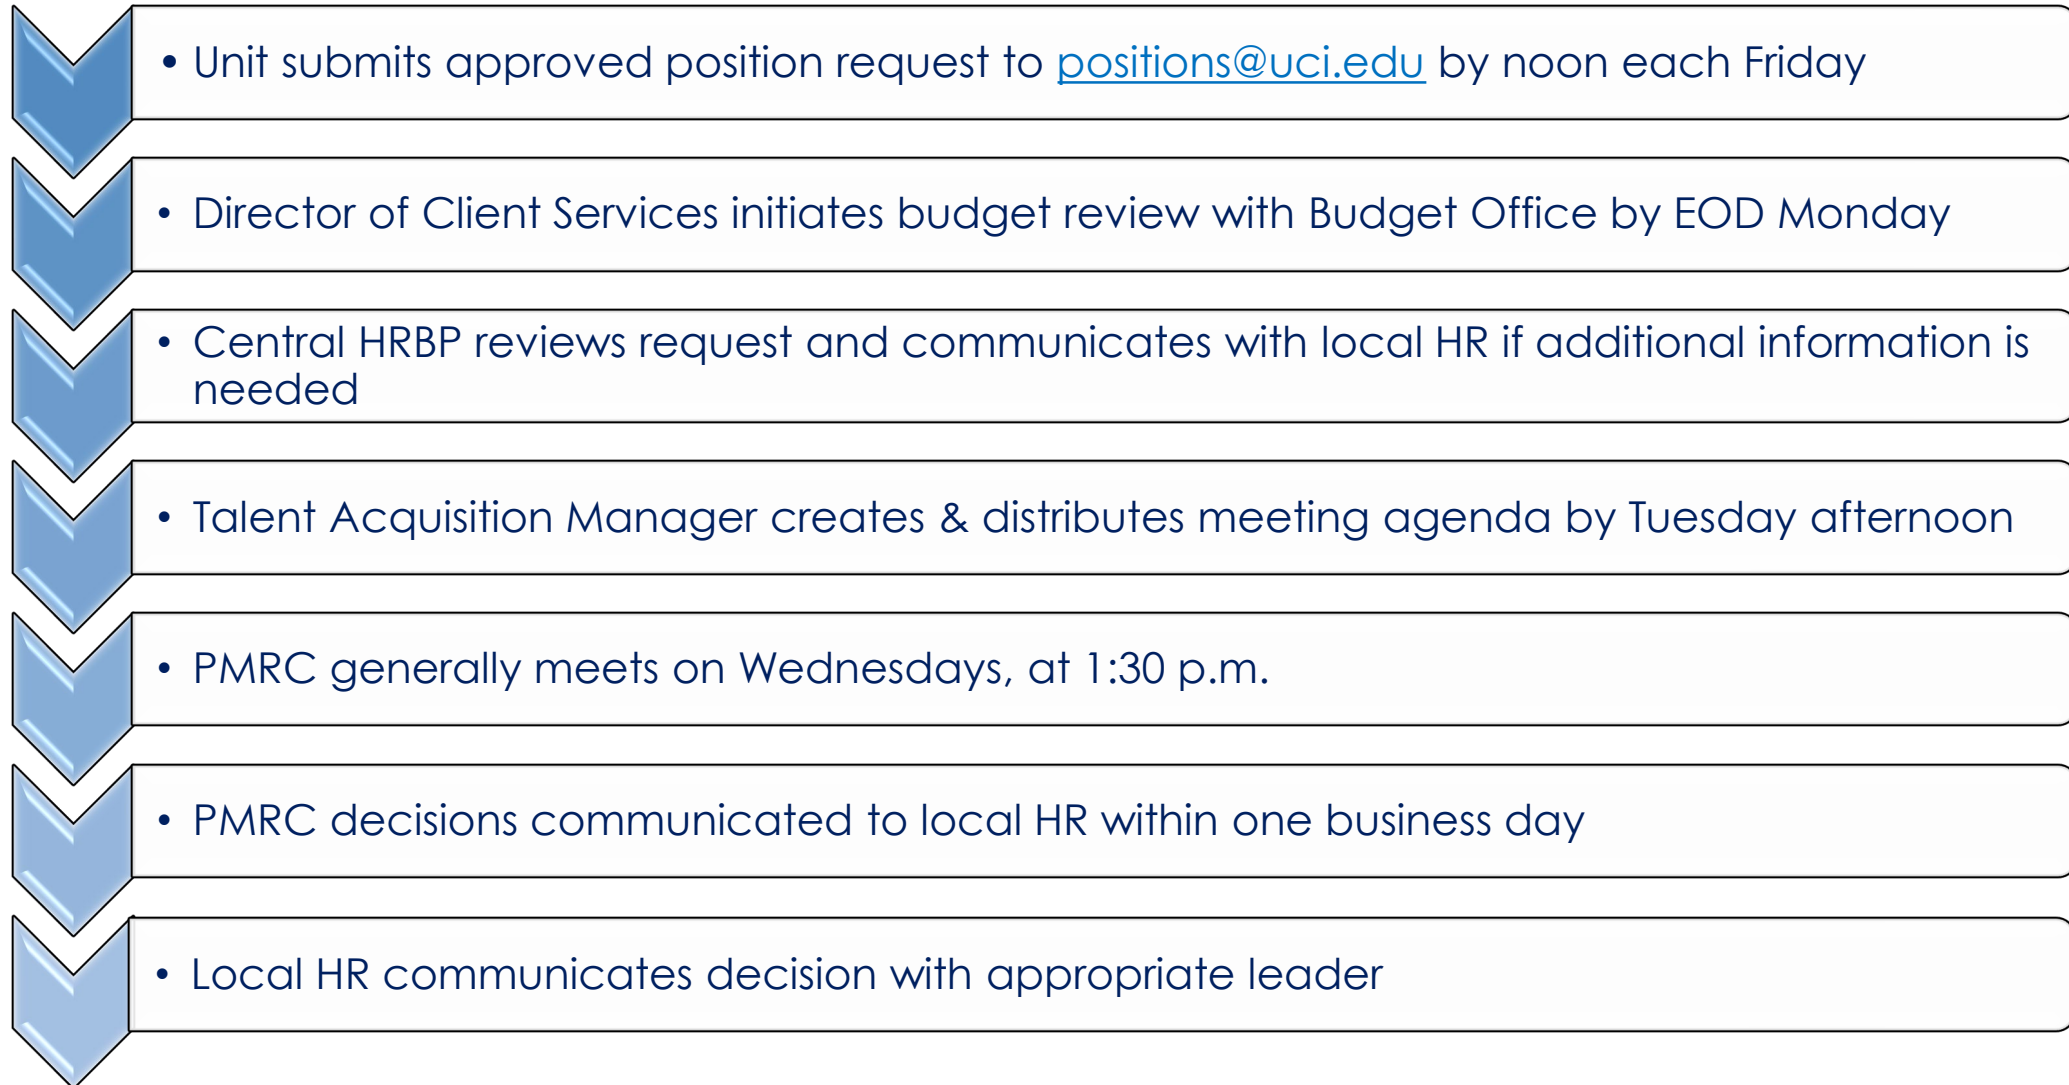 • Unit submits approved position request to positions@uci.edu by noon each Friday
• Director of Client Services initiates budget review with Budget Office by EOD Monday
• Central HRBP reviews request and communicates with local HR if additional information is
needed
• Talent Acquisition Manager creates & distributes meeting agenda by Tuesday afternoon
• PMRC generally meets on Wednesdays, at 1:30 p.m.
• PMRC decisions communicated to local HR within one business day
• Local HR communicates decision with appropriate leader